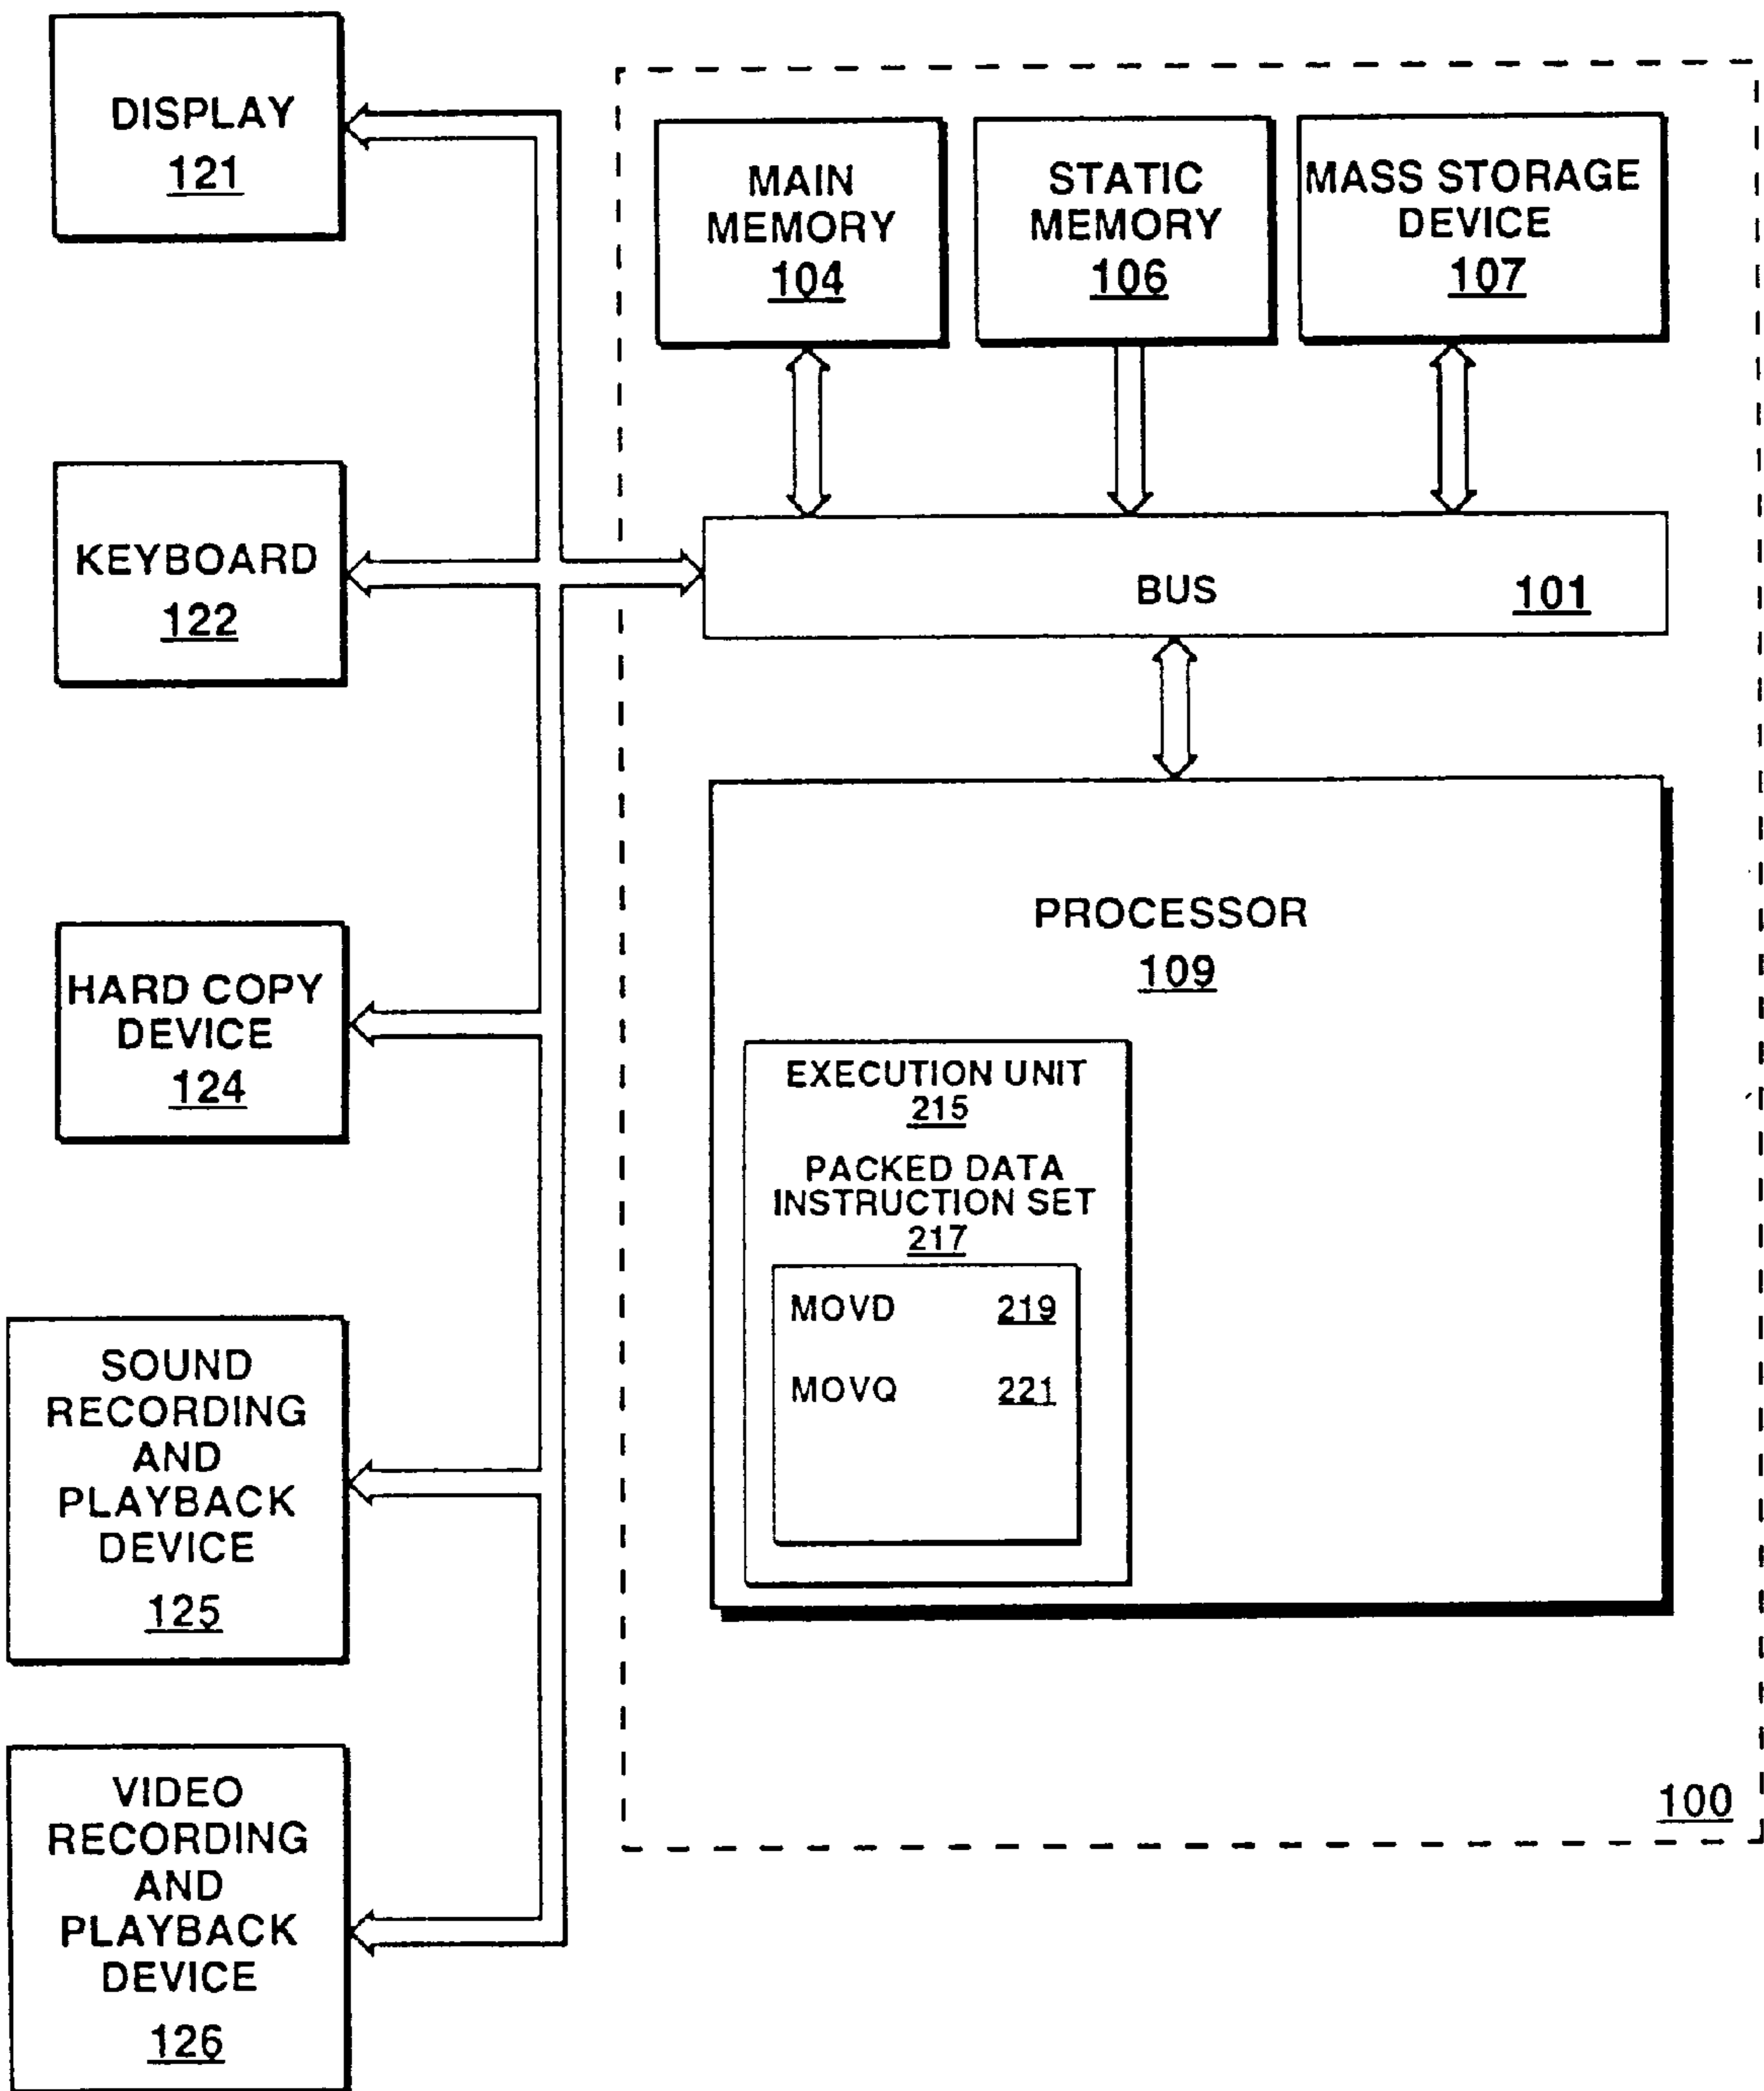 DISPLAY
121
KEYBOARD
122
HARD COPY
DEVICE
124
SOUND
RECORDING
AND
PLAYBACK
DEVICE
125
VIDEO
RECORDING
AND
PLAYBACK
DEVICE
126
MAIN
MEMORY
104
STATIC
MEMORY
106
MASS STORAGE
DEVICE
107
BUS 101
PROCESSOR
109
EXECUTION UNIT
215
PACKED DATA
INSTRUCTION SET
217
MOVD 219
MOVQ 221
100